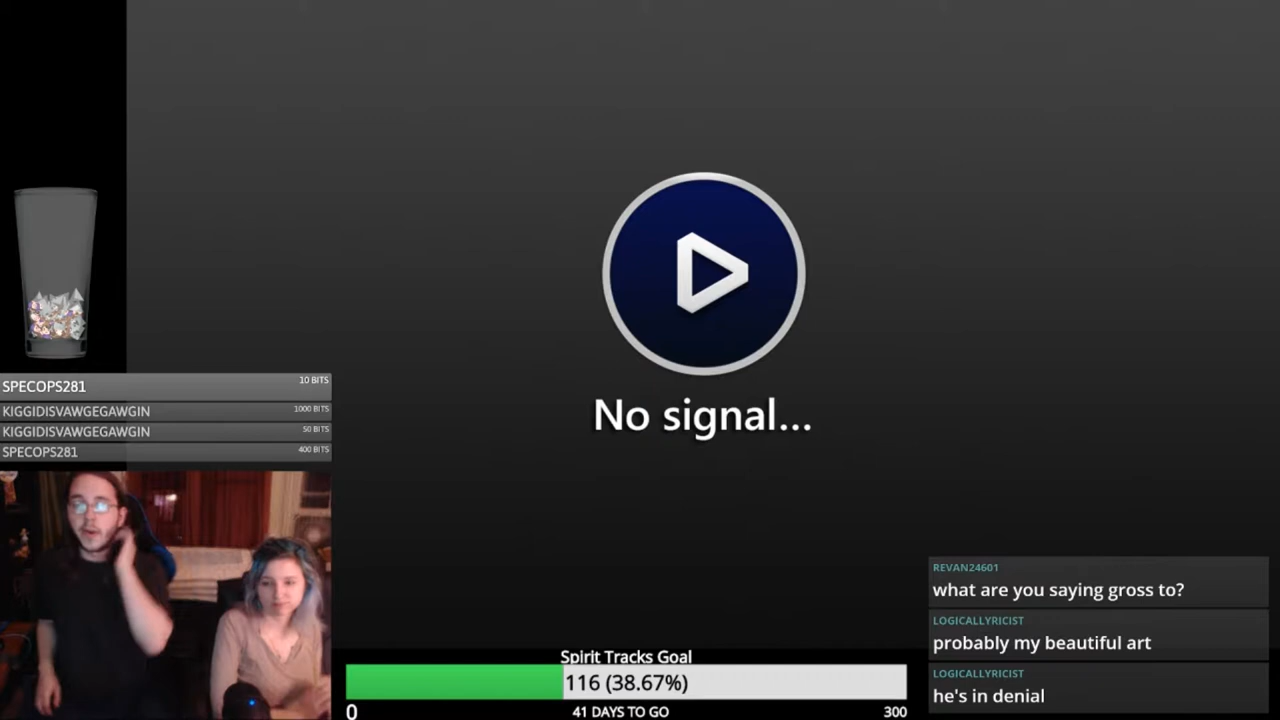 No signal...
SPECOPS281 10 BITS
KIGGIDISVAWGEGAWGIN 1000 BITS
KIGGIDISVAWGEGAWGIN 50 BITS
SPECOPS281 400 BITS
REVAN24601
what are you saying gross to?
LOGICALLYRICIST
probably my beautiful art
LOGICALLYRICIST
he's in denial
Spirit Tracks Goal
116 (38.67%)
0 41 DAYS TO GO 300